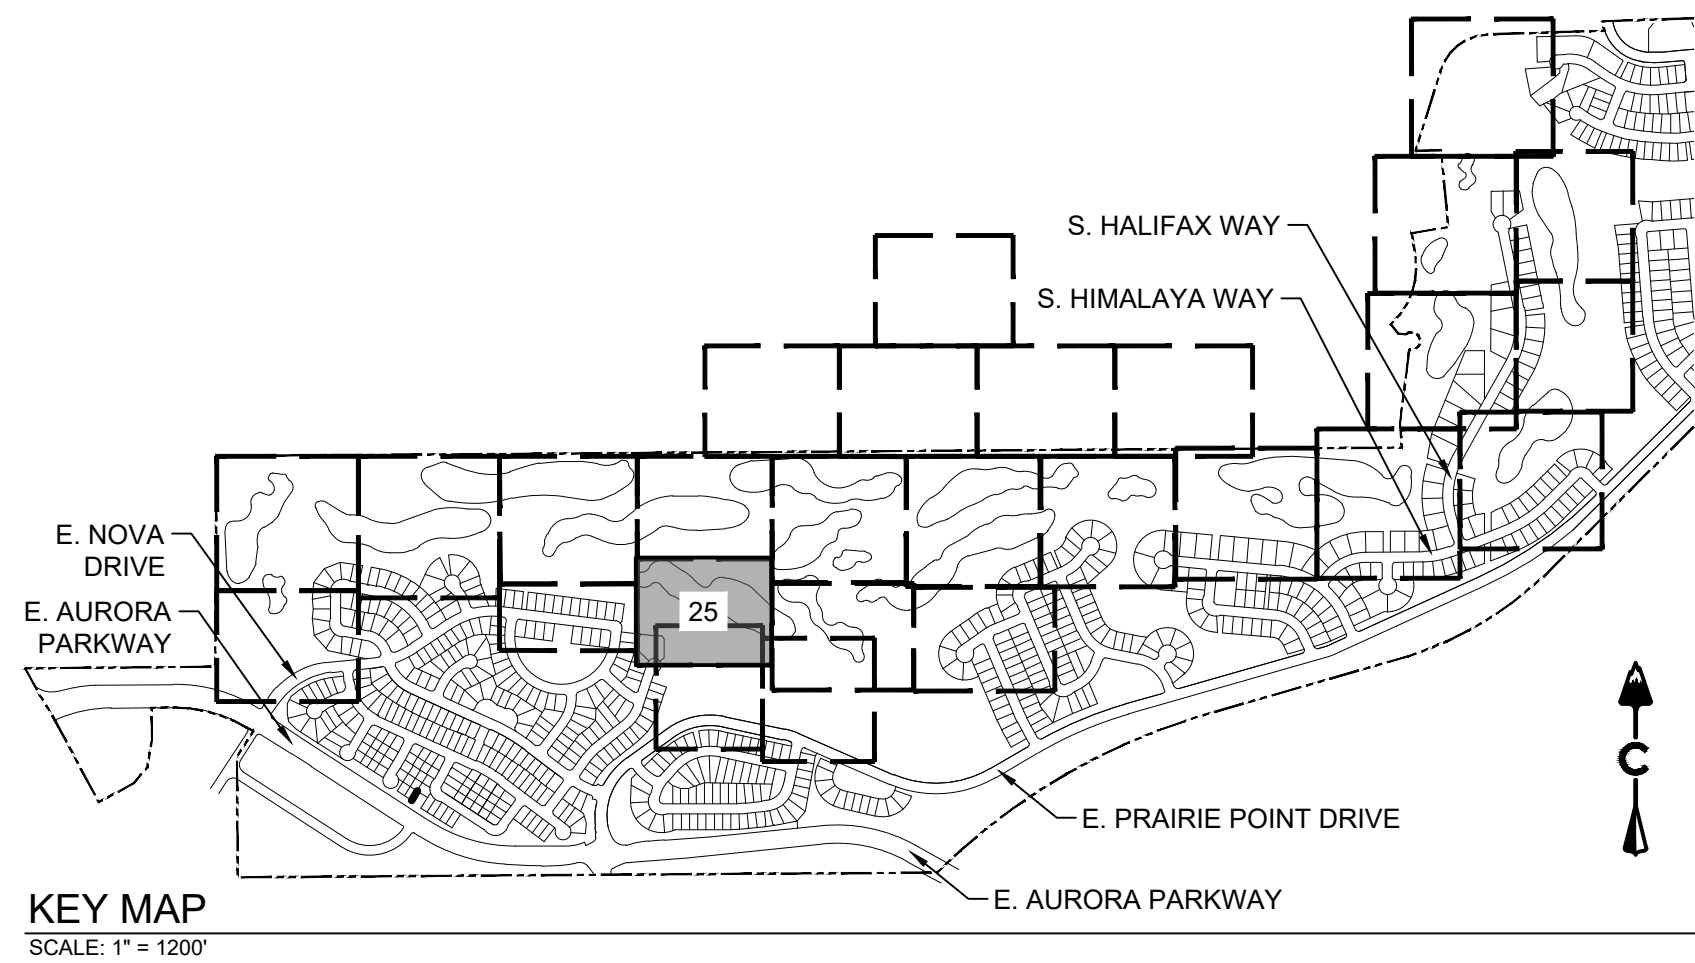 S. HALIFAX WAY
S. HIMALAYA WAY
E. NOVA
DRIVE
E. AURORA
PARKWAY
25
E. PRAIRIE POINT DRIVE
E. AURORA PARKWAY
C
KEY MAP
SCALE: 1" = 1200'